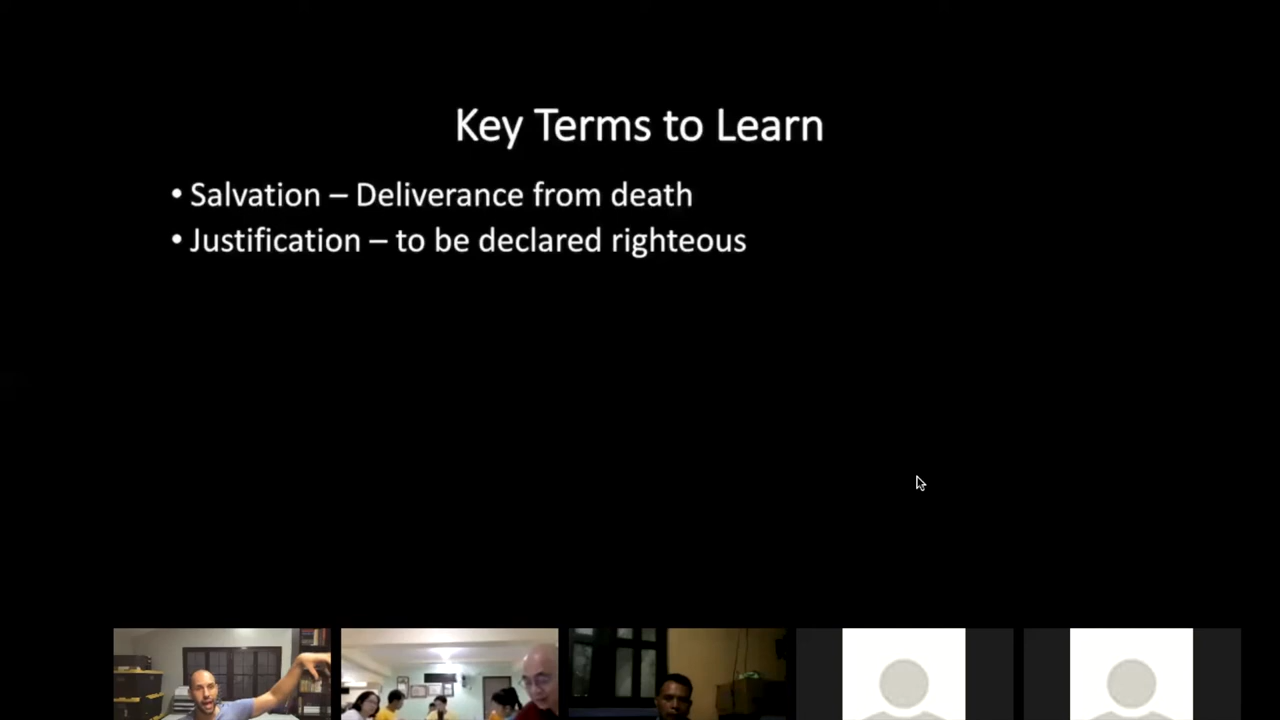 Key Terms to Learn
• Salvation – Deliverance from death
• Justification – to be declared righteous